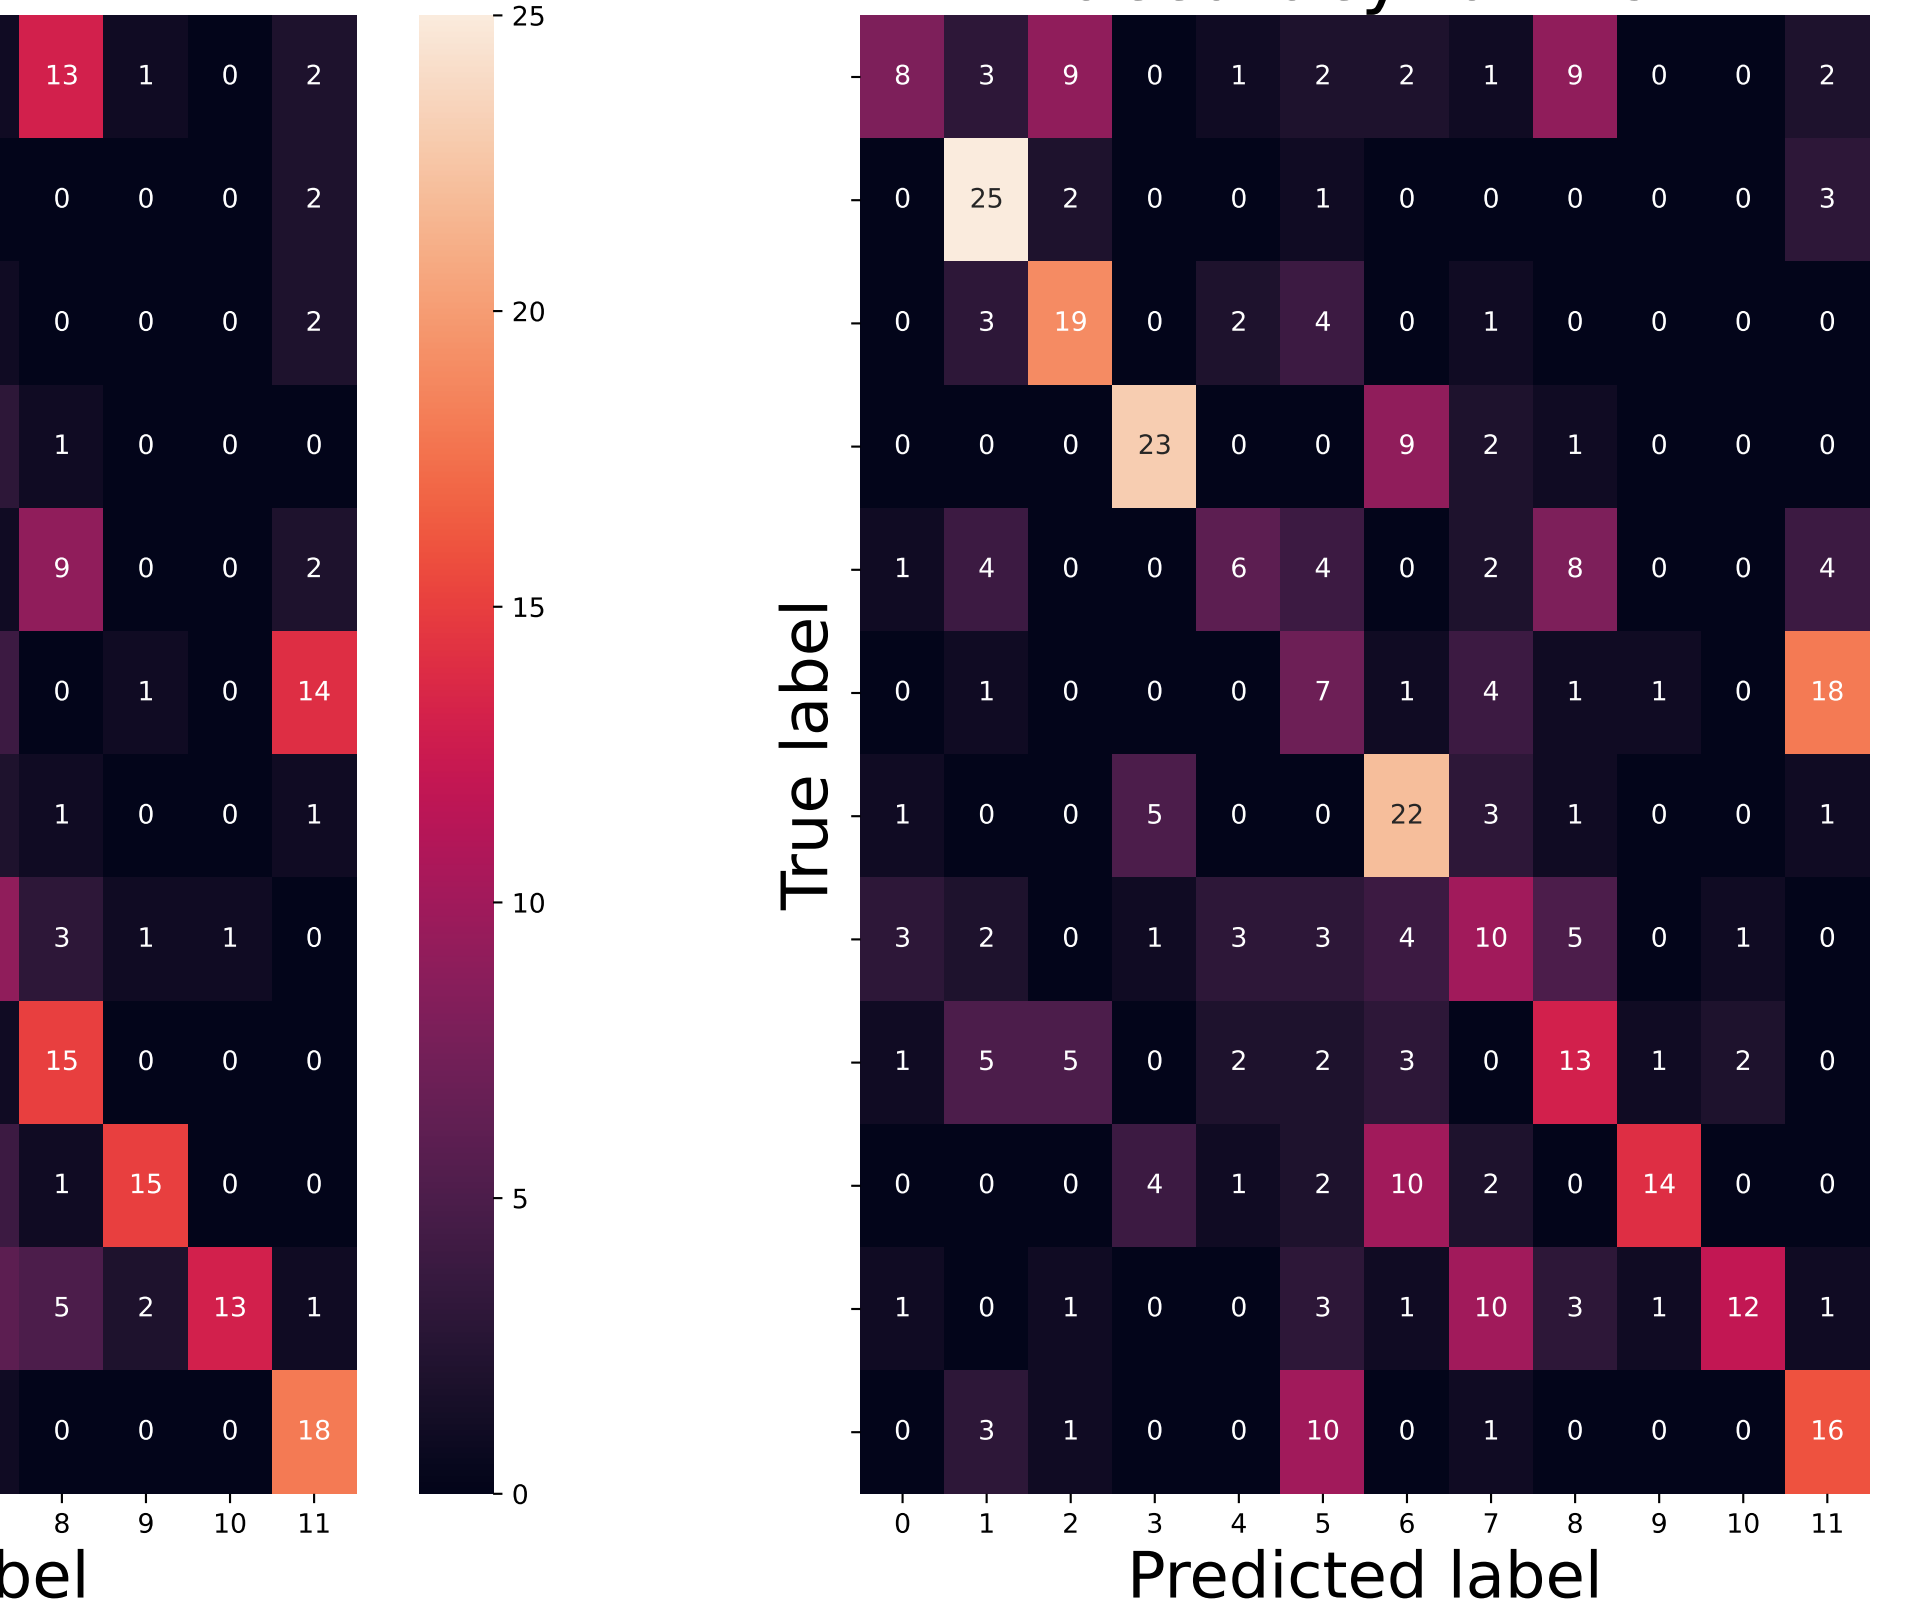 13 1 0 2
0 0 0 2
0 0 0 2
1 0 0 0
9 0 0 2
0 1 0 14
1 0 0 1
3 1 1 0
15 0 0 0
1 15 0 0
5 2 13 1
0 0 0 18
8 9 10 11
bel
25
20
15
10
5
0
True label
8 3 9 0 1 2 2 1 9 0 0 2
0 25 2 0 0 1 0 0 0 0 0 3
0 3 19 0 2 4 0 1 0 0 0 0
0 0 0 23 0 0 9 2 1 0 0 0
1 4 0 0 6 4 0 2 8 0 0 4
0 1 0 0 0 7 1 4 1 1 0 18
1 0 0 5 0 0 22 3 1 0 0 1
3 2 0 1 3 3 4 10 5 0 1 0
1 5 5 0 2 2 3 0 13 1 2 0
0 0 0 4 1 2 10 2 0 14 0 0
1 0 1 0 0 3 1 10 3 1 12 1
0 3 1 0 0 10 0 1 0 0 0 16
0 1 2 3 4 5 6 7 8 9 10 11
Predicted label